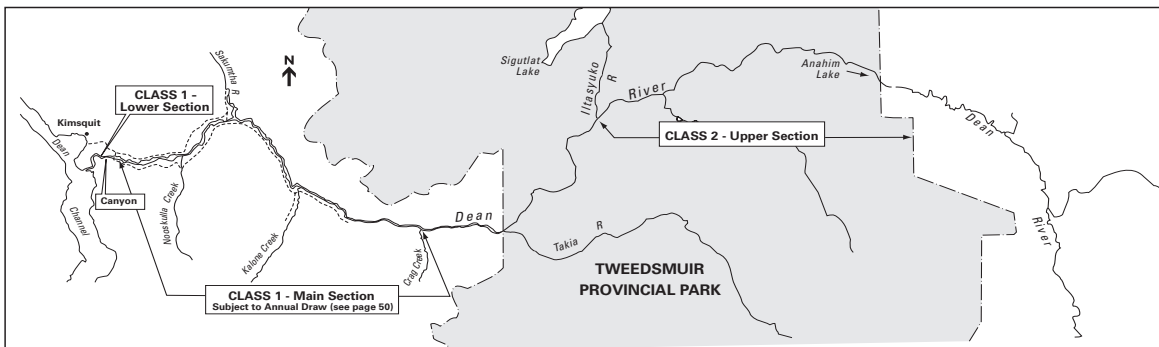 Sakumtha R
N
Sigutlat
Lake
Iltasyuko
R
River
Anahim
Lake
CLASS 1 -
Lower Section
Kimsquit
Dean
Channel
Canyon
Nooskulla Creek
Kalone Creek
Crag Creek
Dean
Takia R
CLASS 2 - Upper Section
Dean
River
CLASS 1 - Main Section
Subject to Annual Draw (see page 50)
TWEEDSMUIR
PROVINCIAL PARK